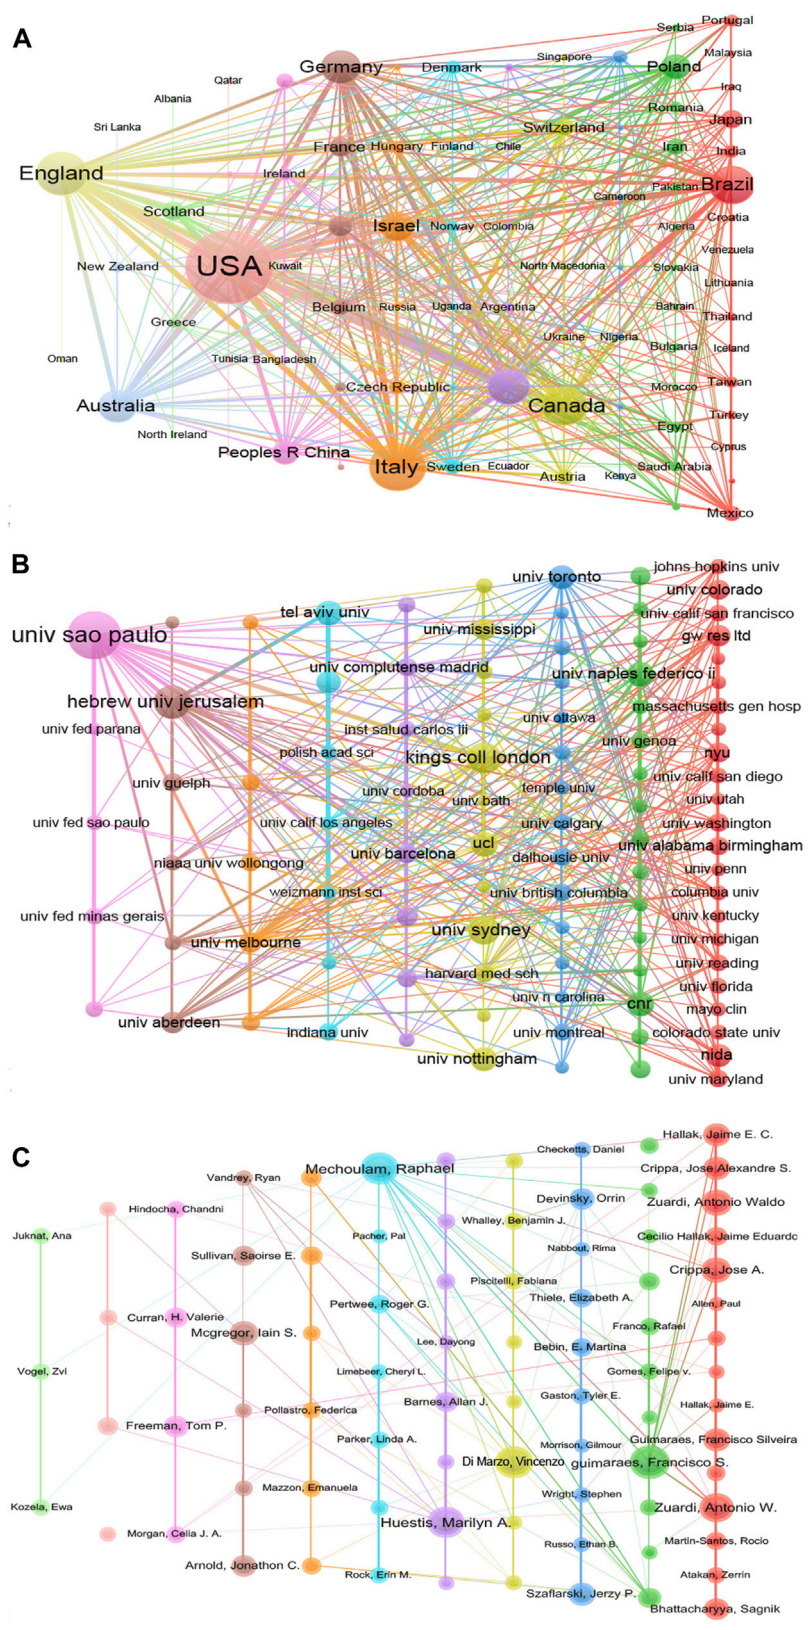 A
Portugal
Serbia
Malaysia
Singapore
Germany
Denmark
Poland
Qatar
Iraq
Albania
Romania
Japan
Sri Lanka
Switzerland
France
Hungary
Finland
Chile
Iran
India
England
Ireland
Pakistan
Brazil
Cameroon
Scotland
Croatia
Israel
Norway
Colombia
Algeria
Venezuela
New Zealand
USA
Kuwait
North Macedonia
Slovakia
Lithuania
Belgium
Russia
Uganda
Argentina
Bahrain
Thailand
Greece
Ukraine
Nigeria
Bulgaria
Iceland
Oman
Tunisia
Bangladesh
Czech Republic
Morocco
Taiwan
Australia
Canada
Turkey
Egypt
North Ireland
Cyprus
Peoples R China
Italy
Sweden
Ecuador
Austria
Kenya
Saudi Arabia
Mexico
B
johns hopkins univ
univ toronto
univ colorado
tel aviv univ
univ calif san francisco
univ sao paulo
univ mississippi
gw res ltd
univ complutense madrid
univ naples federico ii
hebrew univ jerusalem
massachusetts gen hosp
univ ottawa
univ fed parana
inst salud carlos iii
univ genoa
polish acad sci
kings coll london
nyu
univ calif san diego
univ guelph
univ cordoba
temple univ
univ bath
univ utah
univ fed sao paulo
univ calif los angeles
univ calgary
univ washington
ucl
univ alabama birmingham
univ barcelona
dalhousie univ
niaaa
univ wollongong
univ penn
weizmann inst sci
univ british columbia
columbia univ
univ fed minas gerais
univ kentucky
univ sydney
univ melbourne
univ michigan
univ reading
harvard med sch
univ florida
univ n carolina
cnr
mayo clin
univ aberdeen
indiana univ
univ montreal
colorado state univ
univ nottingham
nida
univ maryland
C
Hallak, Jaime E. C.
Checketts, Daniel
Mechoulam, Raphael
Crippa, Jose Alexandre S.
Vandrey, Ryan
Devinsky, Orrin
Zuardi, Antonio Waldo
Hindocha, Chandni
Whalley, Benjamin J.
Juknat, Ana
Pacher, Pal
Cecilio Hallak, Jaime Eduardo
Nabbout, Rima
Sullivan, Saoirse E.
Crippa, Jose A.
Piscitelli, Fabiana
Thiele, Elizabeth A.
Pertwee, Roger G.
Allen, Paul
Curran, H. Valerie
Franco, Rafael
Mcgregor, Iain S.
Lee, Dayong
Bebin, E. Martina
Vogel, Zvi
Limebeer, Cheryl L.
Gomes, Felipe v.
Gaston, Tyler E.
Barnes, Allan J.
Hallak, Jaime E.
Pollastro, Federica
Freeman, Tom P.
Parker, Linda A.
Guimaraes, Francisco Silveira
Morrison, Gilmour
Di Marzo, Vincenzo
guimaraes, Francisco S.
Mazzon, Emanuela
Wright, Stephen
Kozela, Ewa
Zuardi, Antonio W.
Huestis, Marilyn A.
Morgan, Celia J. A.
Martin-Santos, Rocio
Russo, Ethan B.
Arnold, Jonathon C.
Rock, Erin M.
Atakan, Zerrin
Szaflarski, Jerzy P.
Bhattacharyya, Sagnik